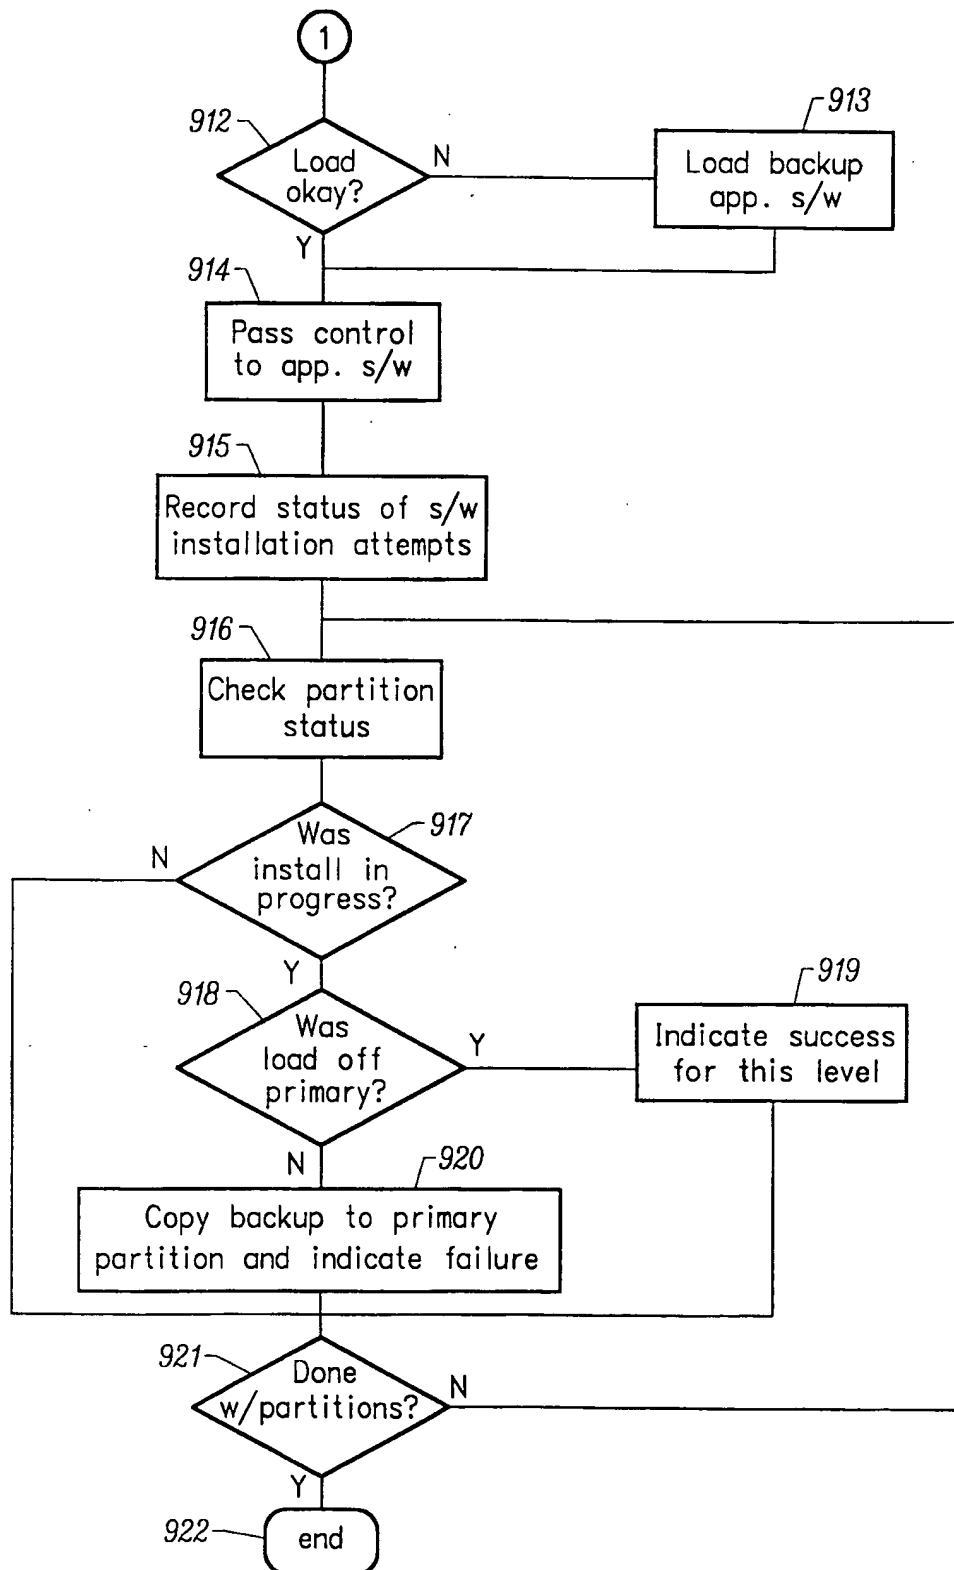 1
912
Load
okay?
N
Y
913
Load backup
app. s/w
914
Pass control
to app. s/w
915
Record status of s/w
installation attempts
916
Check partition
status
917
Was
install in
progress?
N
Y
918
Was
load off
primary?
Y
N
919
Indicate success
for this level
920
Copy backup to primary
partition and indicate failure
921
Done
w/partitions?
N
Y
922
end